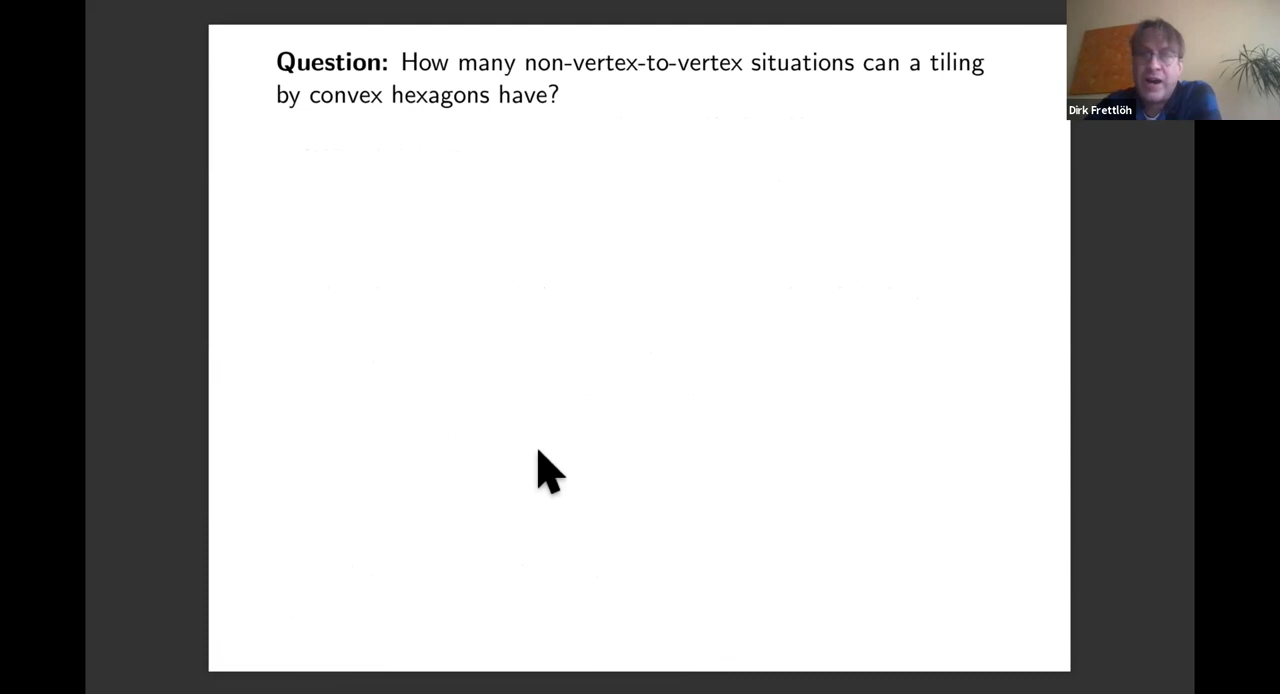 Question: How many non-vertex-to-vertex situations can a tiling
by convex hexagons have?
Dirk Frettlöh